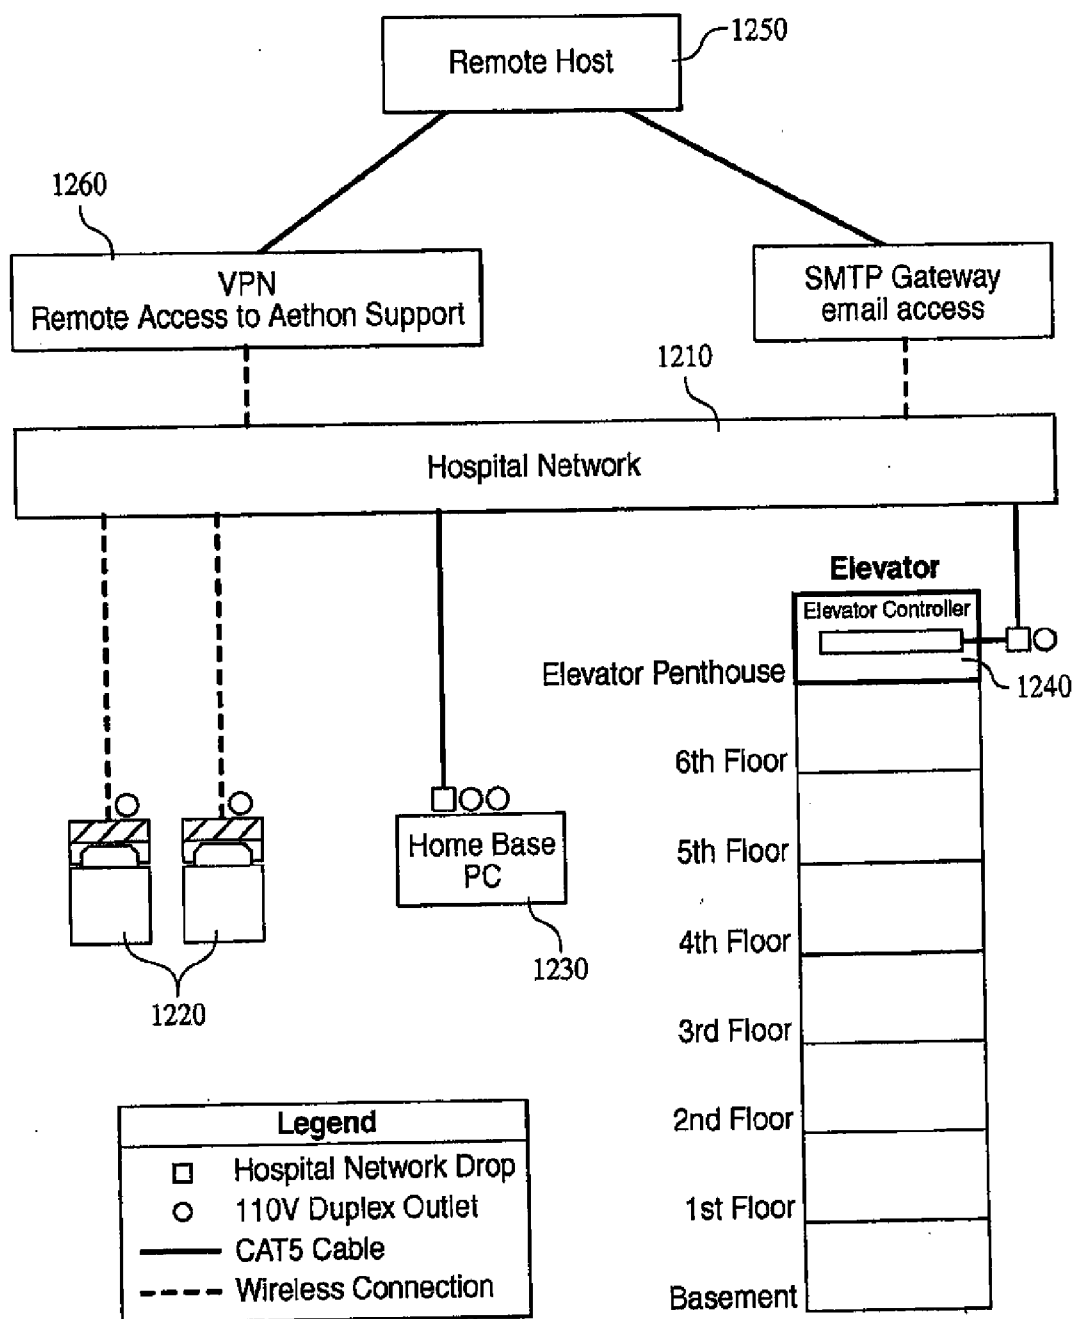 1250
Remote Host
1260
VPN
Remote Access to Aethon Support
SMTP Gateway
email access
1210
Hospital Network
Elevator
Elevator Controller
Elevator Penthouse
1240
6th Floor
Home Base
PC
5th Floor
4th Floor
1230
1220
3rd Floor
2nd Floor
1st Floor
Basement
Legend
Hospital Network Drop
110V Duplex Outlet
CAT5 Cable
Wireless Connection